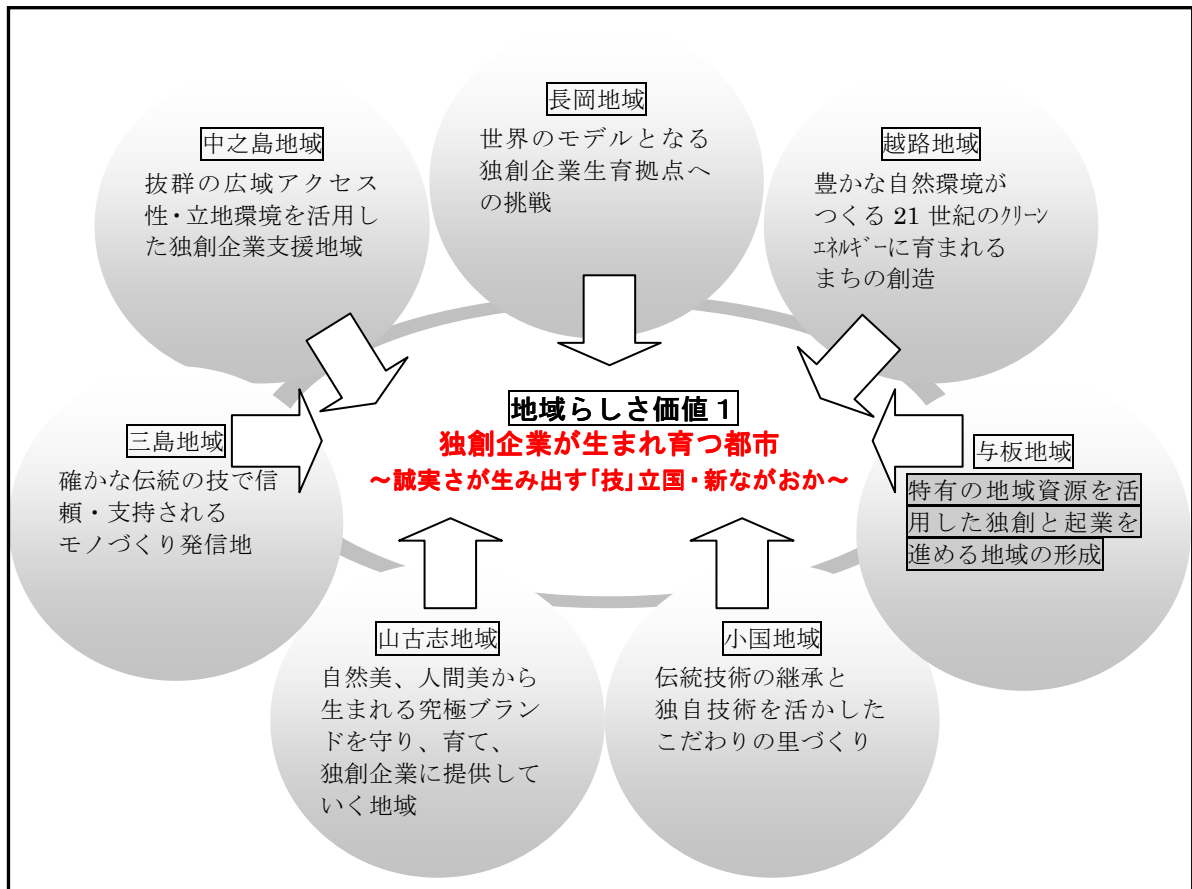 長岡地域
世界のモデルとなる
独創企業生育拠点へ
の挑戦
中之島地域
抜群の広域アクセス
性・立地環境を活用し
た独創企業支援地域
越路地域
豊かな自然環境が
つくる 21 世紀のｸﾘｰﾝ
ｴﾈﾙｷﾞｰに育まれる
まちの創造
地域らしさ価値１
独創企業が生まれ育つ都市
～誠実さが生み出す「技」立国・新ながおか～
三島地域
確かな伝統の技で信
頼・支持される
モノづくり発信地
与板地域
特有の地域資源を活
用した独創と起業を
進める地域の形成
山古志地域
自然美、人間美から
生まれる究極ブラン
ドを守り、育て、
独創企業に提供して
いく地域
小国地域
伝統技術の継承と
独自技術を活かした
こだわりの里づくり